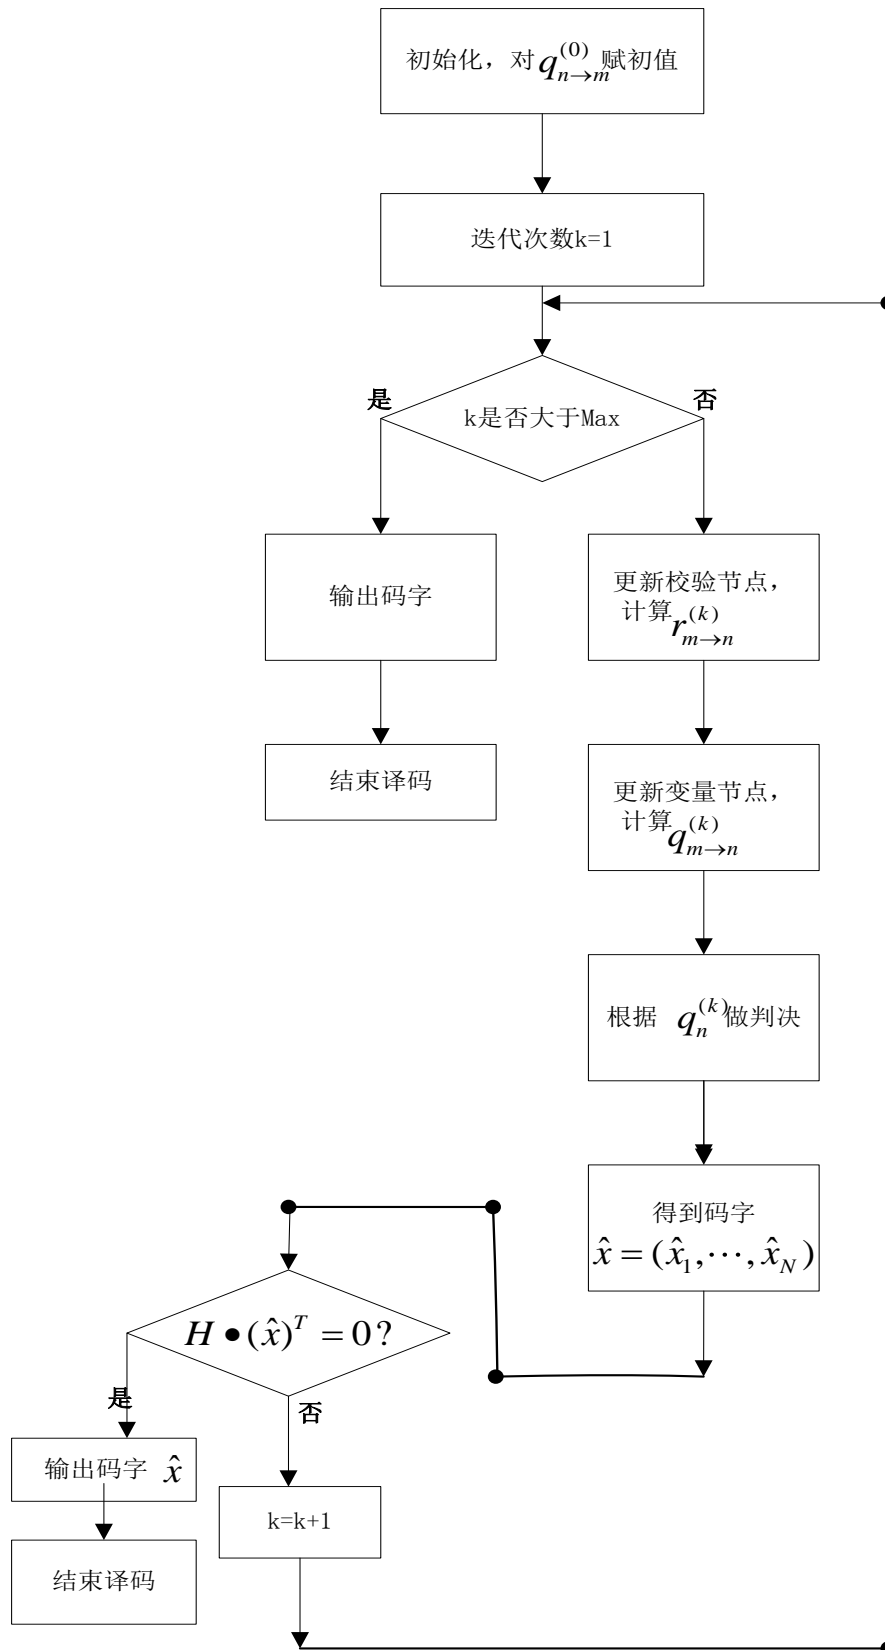 初始化，对 $q_{n \to m}^{(0)}$ 赋初值
迭代次数k=1
是
k是否大于Max
否
输出码字
更新校验节点，
计算 $r_{m \to n}^{(k)}$
结束译码
更新变量节点，
计算 $q_{m \to n}^{(k)}$
根据 $q_n^{(k)}$ 做判决
得到码字
$\hat{x} = (\hat{x}_1, \cdots, \hat{x}_N)$
$H \bullet (\hat{x})^T = 0?$
是
否
输出码字 $\hat{x}$
k=k+1
结束译码